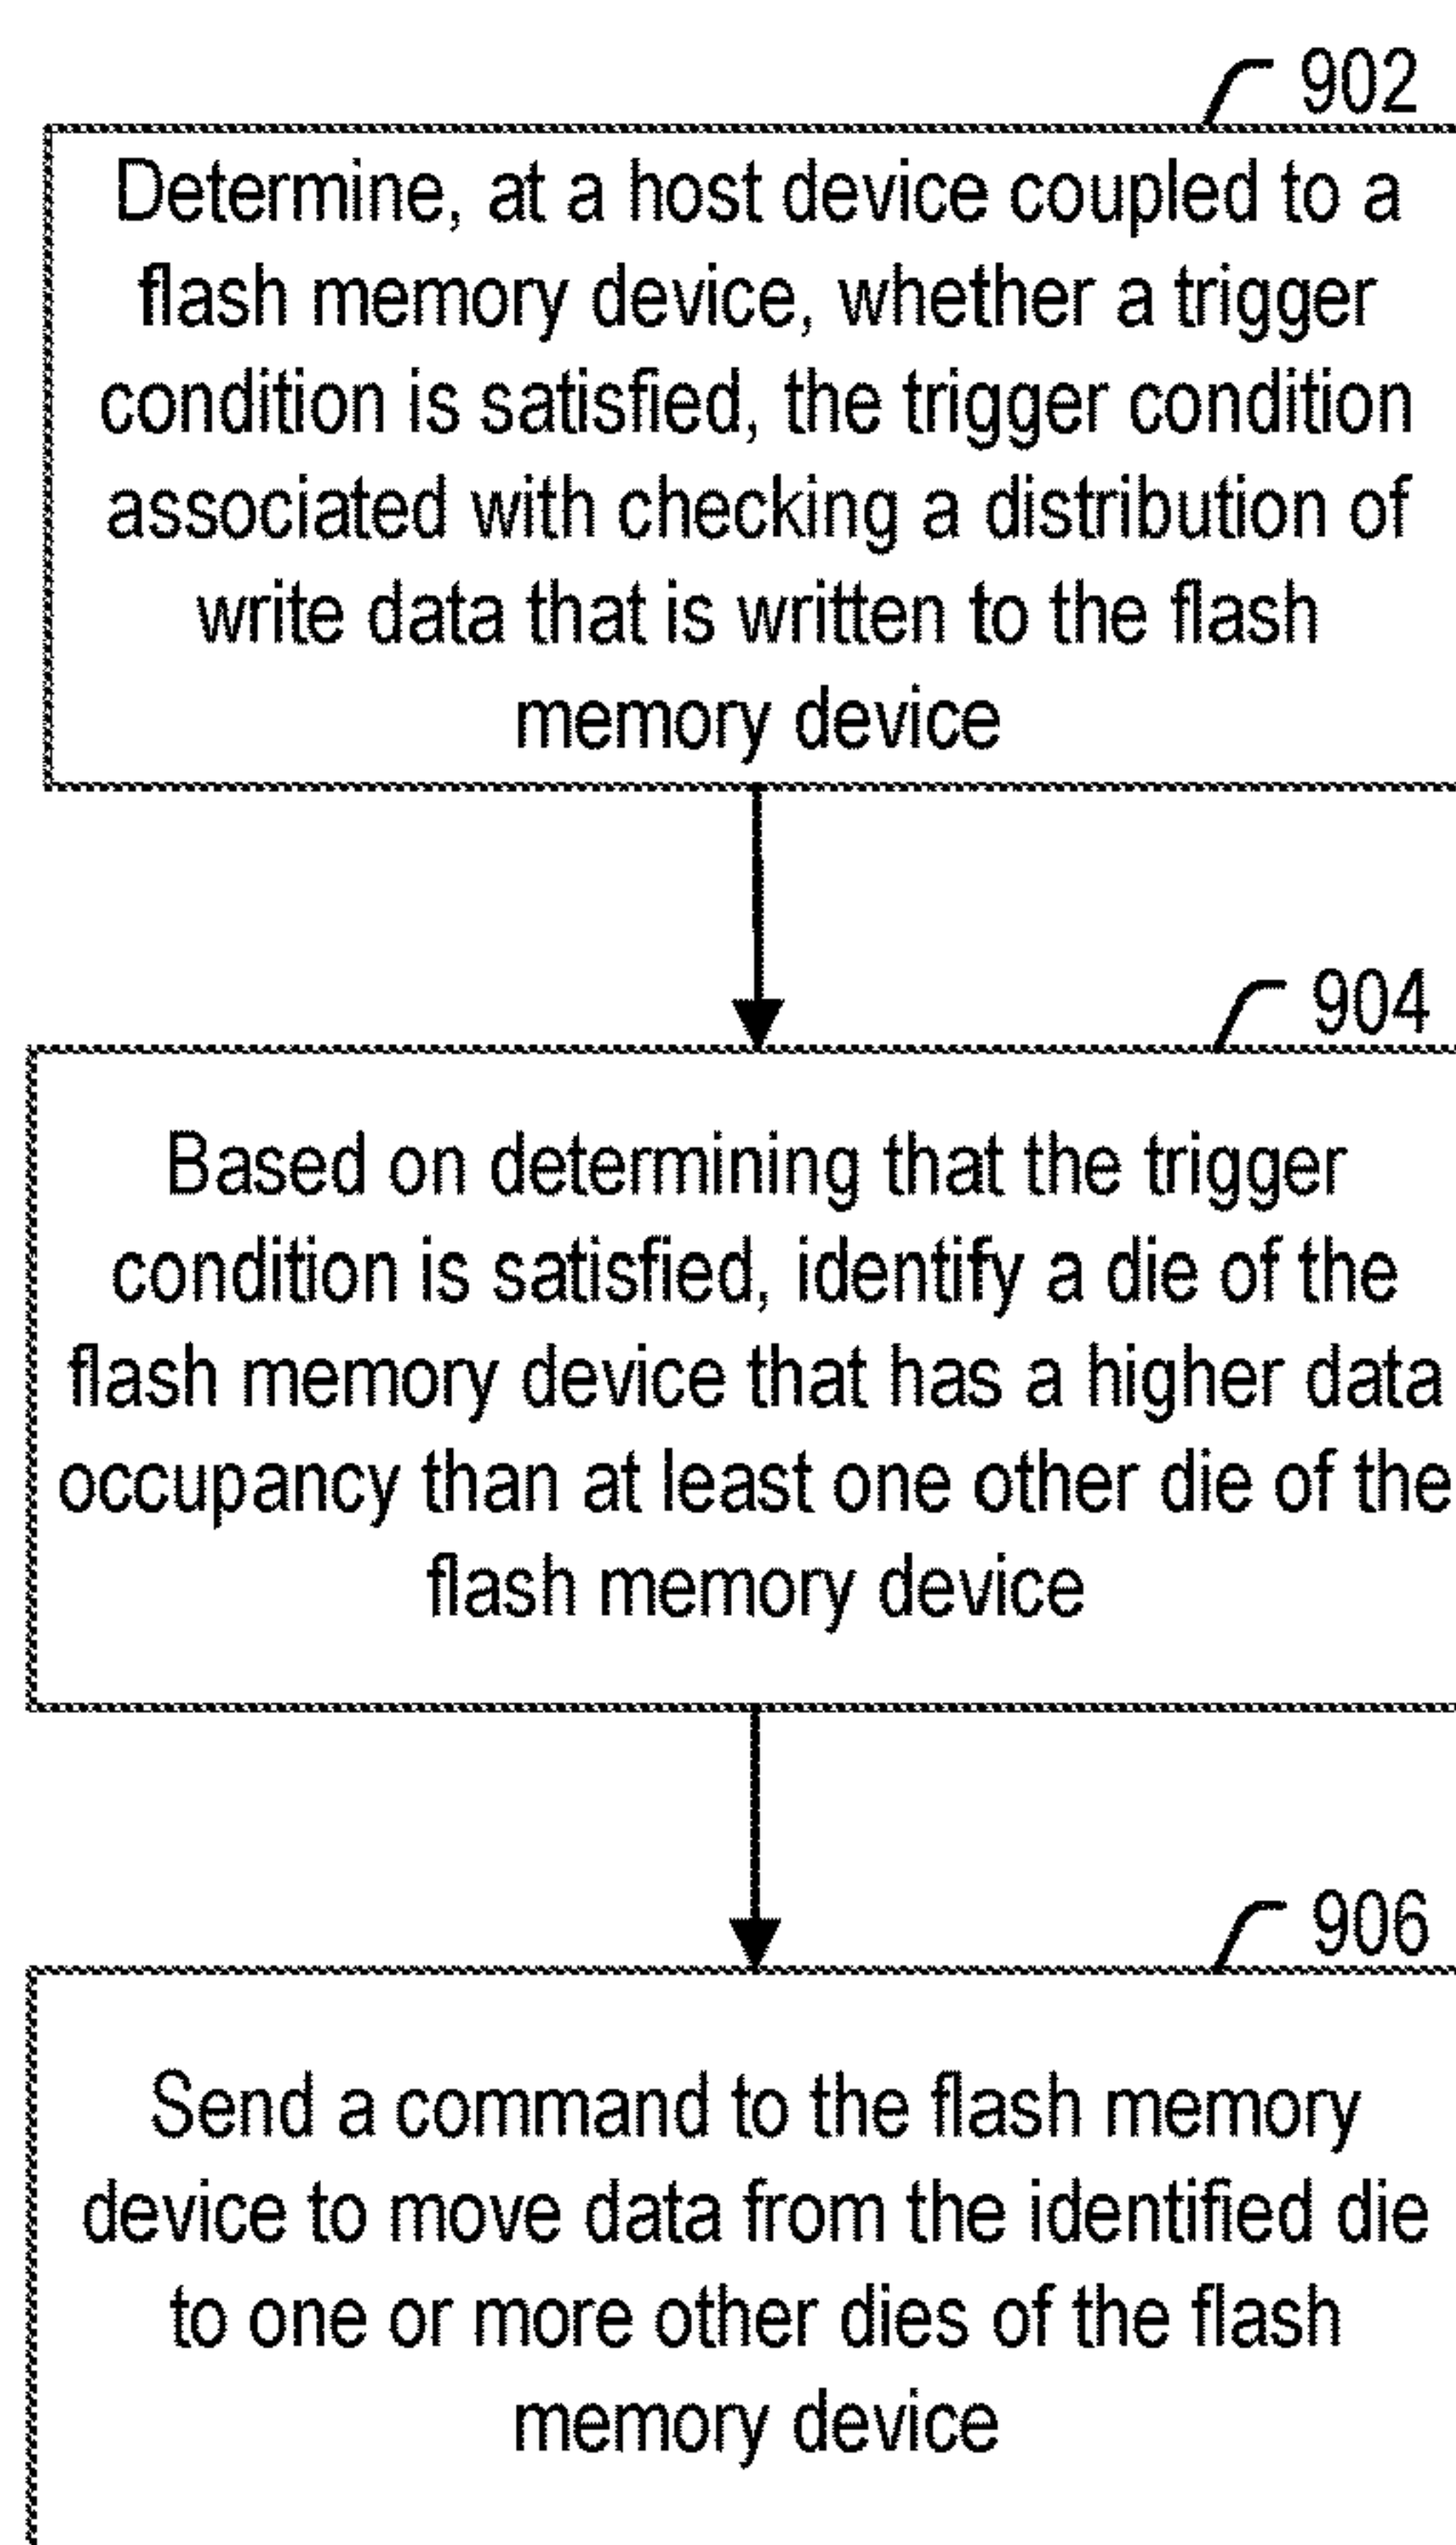 902
Determine, at a host device coupled to a
flash memory device, whether a trigger
condition is satisfied, the trigger condition
associated with checking a distribution of
write data that is written to the flash
memory device
904
Based on determining that the trigger
condition is satisfied, identify a die of the
flash memory device that has a higher data
occupancy than at least one other die of the
flash memory device
906
Send a command to the flash memory
device to move data from the identified die
to one or more other dies of the flash
memory device